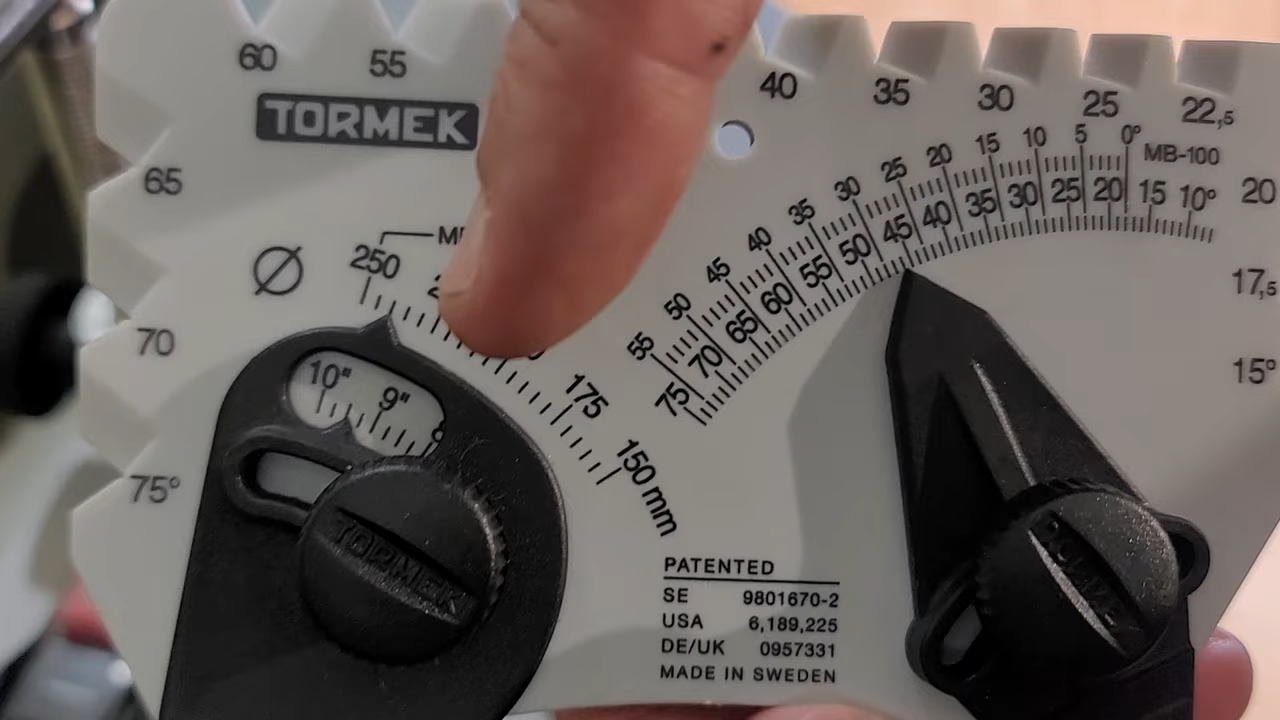 60 55 40 35 30 25 22,5
TORMEK
65
20
17,5
15°
70
75°
0° 5 10 15 20 25 30 35 40 45 50 55
MB-100
10° 15 20 25 30 35 40 45 50 55 60 65 70 75
Ø
250 175 150 mm
10" 9" 8
TORMEK
PATENTED
SE 9801670-2
USA 6,189,225
DE/UK 0957331
MADE IN SWEDEN